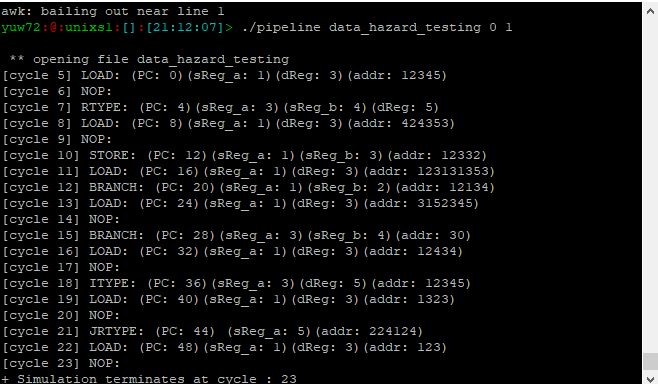 awk: bailing out near line 1
yuw72:@:unixs1:[]:[21:12:07]> ./pipeline data_hazard_testing 0 1
** opening file data_hazard_testing
[cycle 5] LOAD: (PC: 0)(sReg_a: 1)(dReg: 3)(addr: 12345)
[cycle 6] NOP:
[cycle 7] RTYPE: (PC: 4)(sReg_a: 3)(sReg_b: 4)(dReg: 5)
[cycle 8] LOAD: (PC: 8)(sReg_a: 1)(dReg: 3)(addr: 424353)
[cycle 9] NOP:
[cycle 10] STORE: (PC: 12)(sReg_a: 1)(sReg_b: 3)(addr: 12332)
[cycle 11] LOAD: (PC: 16)(sReg_a: 1)(dReg: 3)(addr: 123131353)
[cycle 12] BRANCH: (PC: 20)(sReg_a: 1)(sReg_b: 2)(addr: 12134)
[cycle 13] LOAD: (PC: 24)(sReg_a: 1)(dReg: 3)(addr: 3152345)
[cycle 14] NOP:
[cycle 15] BRANCH: (PC: 28)(sReg_a: 3)(sReg_b: 4)(addr: 30)
[cycle 16] LOAD: (PC: 32)(sReg_a: 1)(dReg: 3)(addr: 12434)
[cycle 17] NOP:
[cycle 18] ITYPE: (PC: 36)(sReg_a: 3)(dReg: 5)(addr: 12345)
[cycle 19] LOAD: (PC: 40)(sReg_a: 1)(dReg: 3)(addr: 1323)
[cycle 20] NOP:
[cycle 21] JRTYPE: (PC: 44) (sReg_a: 5)(addr: 224124)
[cycle 22] LOAD: (PC: 48)(sReg_a: 1)(dReg: 3)(addr: 123)
[cycle 23] NOP:
+ Simulation terminates at cycle : 23